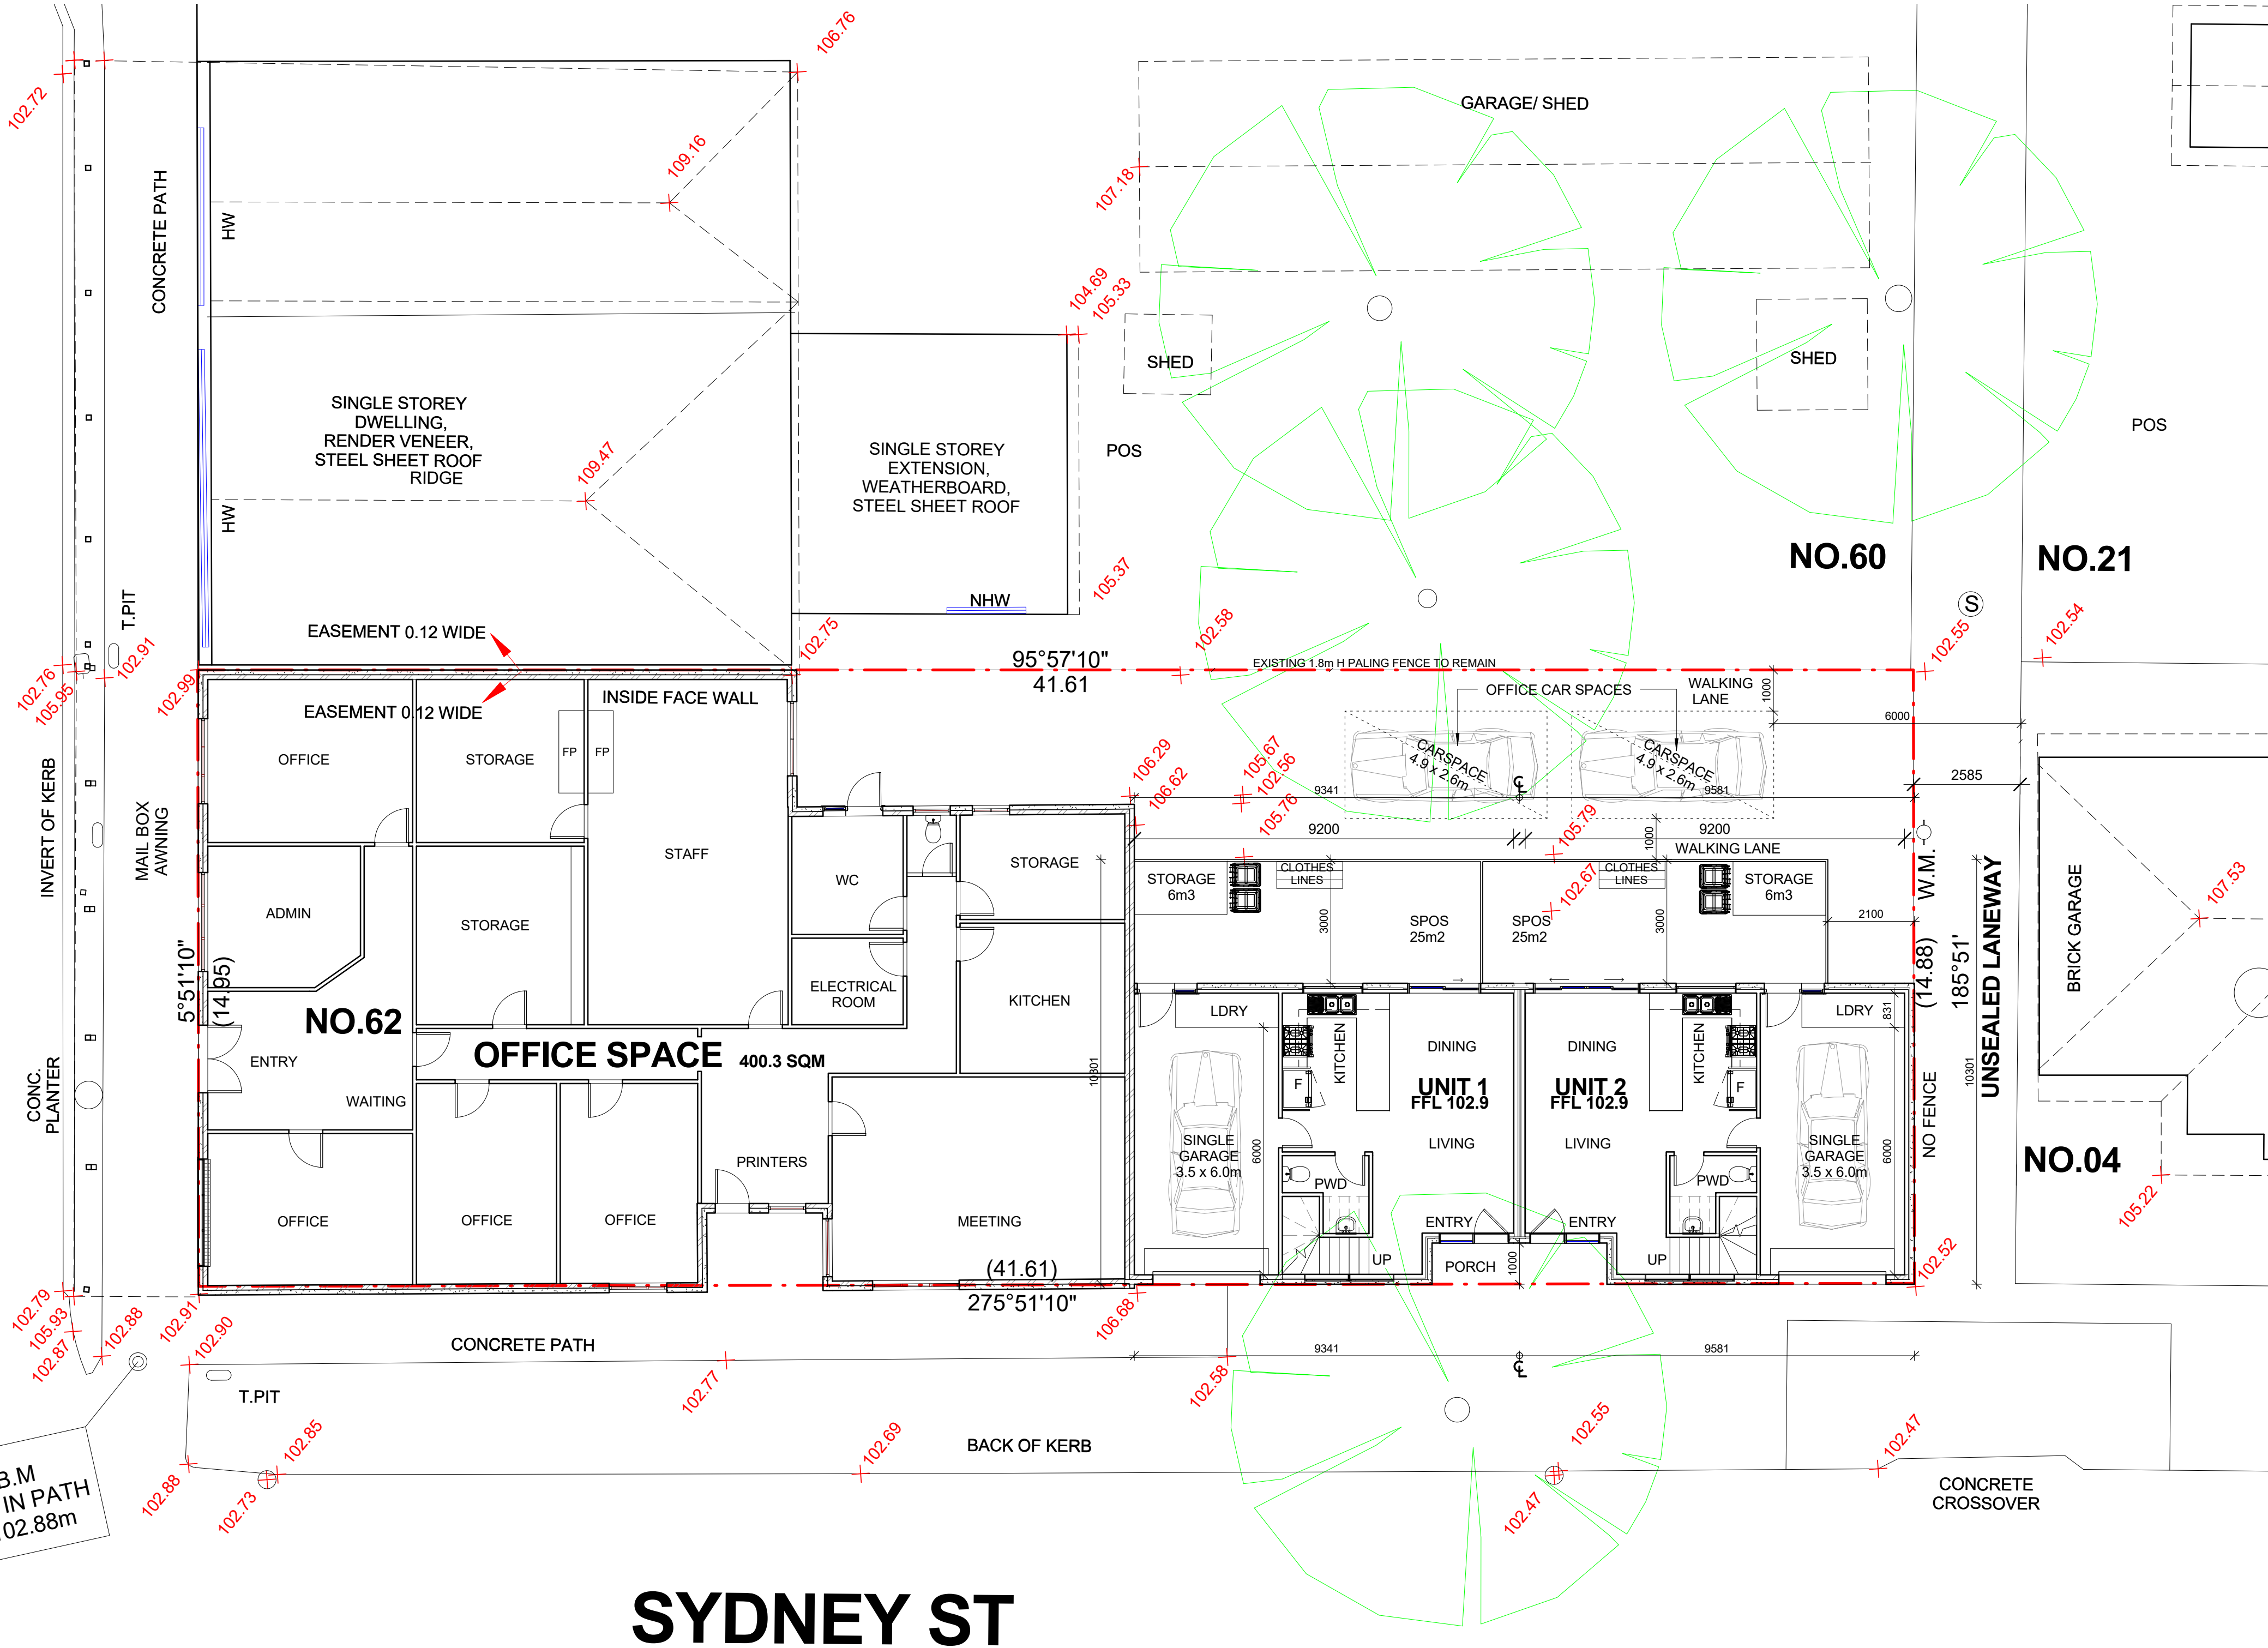 106.76
102.72
109.16
GARAGE/ SHED
107.18
CONCRETE PATH
HW
104.69
105.33
SHED
SHED
SINGLE STOREY
DWELLING,
RENDER VENEER,
STEEL SHEET ROOF
RIDGE
109.47
SINGLE STOREY
EXTENSION,
WEATHERBOARD,
STEEL SHEET ROOF
POS
POS
HW
NO.60
NO.21
105.37
NHW
T.PIT
EASEMENT 0.12 WIDE
102.91
102.75
102.58
S
102.55
102.54
95°57'10"
41.61
EXISTING 1.8m H PALING FENCE TO REMAIN
102.76
105.95
102.99
EASEMENT 0.12 WIDE
INSIDE FACE WALL
OFFICE CAR SPACES
WALKING
LANE
1000
6000
OFFICE
STORAGE
FP
FP
CARSPACE
4.9 x 2.6m
CARSPACE
4.9 x 2.6m
106.29
106.62
105.67
102.56
105.76
9341
9581
2585
INVERT OF KERB
MAIL BOX
AWNING
STAFF
9200
9200
105.79
1000
WALKING LANE
W.M.
WC
STORAGE
STORAGE
6m3
CLOTHES
LINES
CLOTHES
LINES
STORAGE
6m3
102.67
ADMIN
STORAGE
3000
SPOS
25m2
SPOS
25m2
3000
2100
107.53
BRICK GARAGE
5°51'10"
(14.95)
ELECTRICAL
ROOM
KITCHEN
(14.88)
185°51'
UNSEALED LANEWAY
NO.62
LDRY
LDRY
831
ENTRY
OFFICE SPACE 400.3 SQM
KITCHEN
DINING
DINING
KITCHEN
10301
10301
F
UNIT 1
FFL 102.9
UNIT 2
FFL 102.9
F
CONC.
PLANTER
WAITING
NO FENCE
SINGLE
GARAGE
3.5 x 6.0m
6000
LIVING
LIVING
SINGLE
GARAGE
3.5 x 6.0m
6000
NO.04
PRINTERS
PWD
PWD
105.22
OFFICE
OFFICE
OFFICE
MEETING
ENTRY
ENTRY
UP
PORCH
1000
UP
102.52
(41.61)
275°51'10"
102.79
105.93
102.87
102.88
102.91
102.90
106.68
CONCRETE PATH
9341
9581
102.77
102.58
T.PIT
102.85
102.69
BACK OF KERB
102.55
102.47
B.M
IN PATH
102.88m
102.88
102.73
102.47
CONCRETE
CROSSOVER
SYDNEY ST